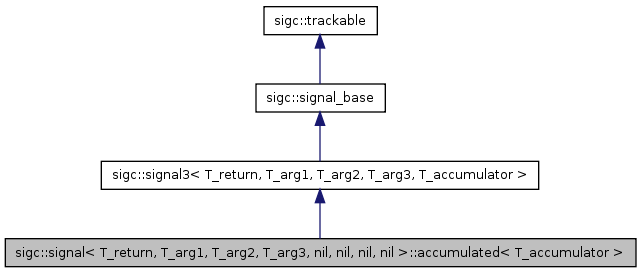 sigc::trackable
sigc::signal_base
sigc::signal3< T_return, T_arg1, T_arg2, T_arg3, T_accumulator >
sigc::signal< T_return, T_arg1, T_arg2, T_arg3, nil, nil, nil, nil >::accumulated< T_accumulator >